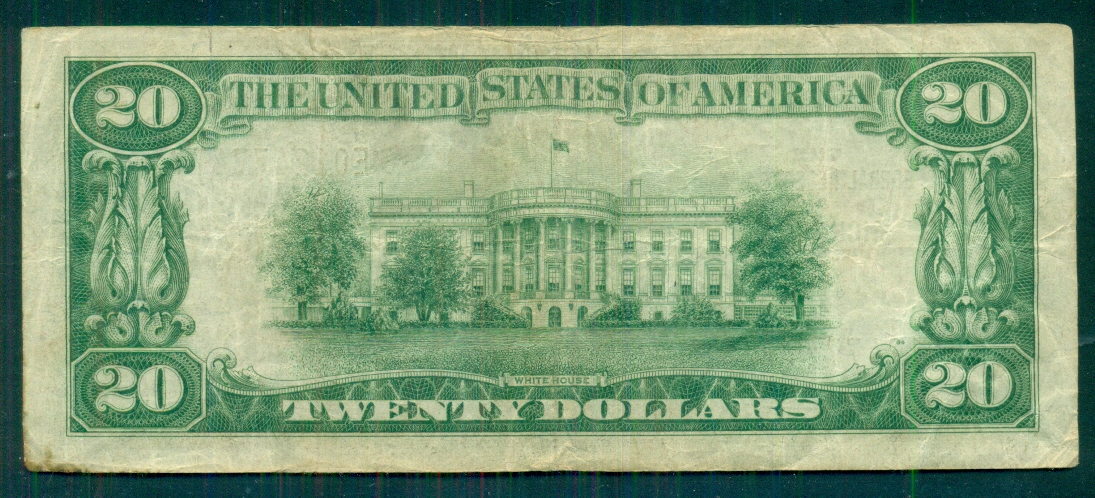 20 THE UNITED STATES OF AMERICA 20
WHITE HOUSE
20 TWENTY DOLLARS 20